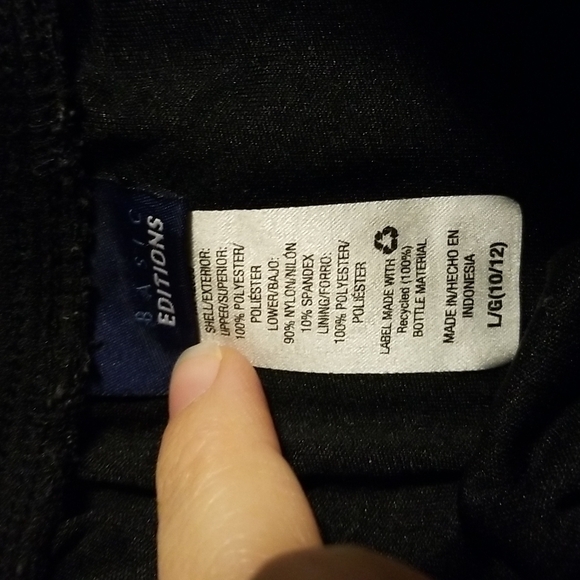 BASIC
EDITIONS
SHELL/EXTERIOR:
UPPER/SUPERIOR:
100% POLYESTER/
POLIÉSTER
LOWER/BAJO:
90% NYLON/NILÓN
10% SPANDEX
LINING/FORRO:
100% POLYESTER/
POLIÉSTER
LABEL MADE WITH
Recycled (100%)
BOTTLE MATERIAL
MADE IN/HECHO EN
INDONESIA
L/G(10/12)